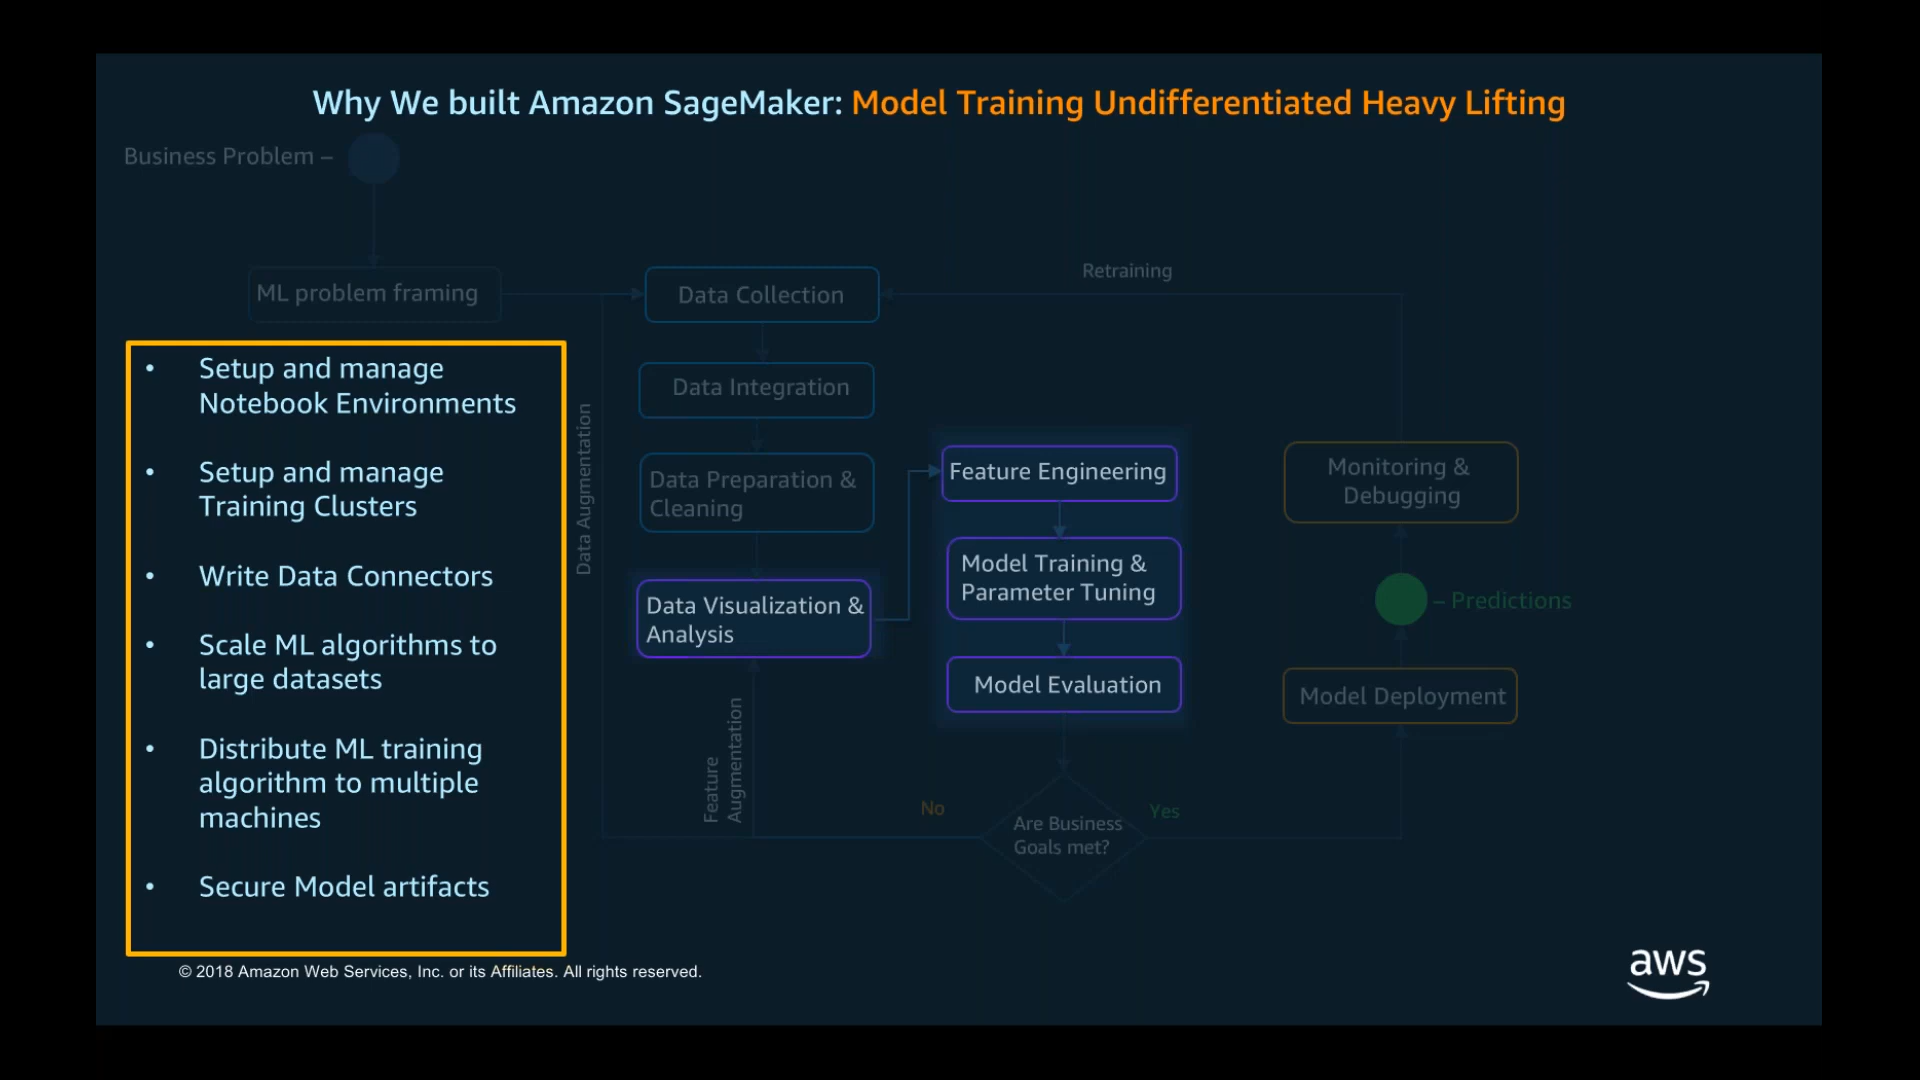 Why We built Amazon SageMaker: Model Training Undifferentiated Heavy Lifting
Business Problem –
ML problem framing
Data Collection
Retraining
• Setup and manage
Notebook Environments
• Setup and manage
Training Clusters
• Write Data Connectors
• Scale ML algorithms to
large datasets
• Distribute ML training
algorithm to multiple
machines
• Secure Model artifacts
Data Augmentation
Data Integration
Data Preparation &
Cleaning
Data Visualization &
Analysis
Feature
Augmentation
Feature Engineering
Model Training &
Parameter Tuning
Model Evaluation
No
Are Business
Goals met?
Yes
Monitoring &
Debugging
– Predictions
Model Deployment
© 2018 Amazon Web Services, Inc. or its Affiliates. All rights reserved.
aws